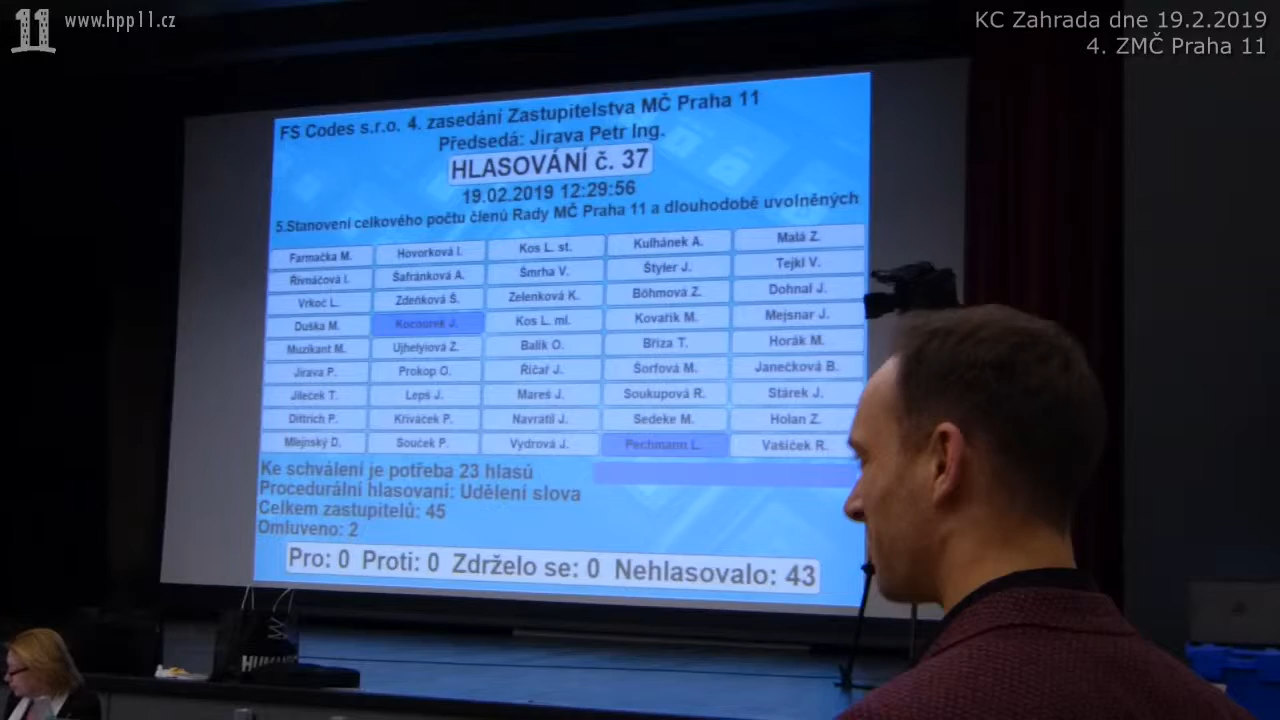 11 www.hpp11.cz
KC Zahrada dne 19.2.2019
4. ZMČ Praha 11
FS Codes s.r.o. 4. zasedání Zastupitelstva MČ Praha 11
Předsedá: Jirava Petr Ing.
HLASOVÁNÍ č. 37
19.02.2019 12:29:56
5.Stanovení celkového počtu členů Rady MČ Praha 11 a dlouhodobě uvolněných
Farmačka M. Hovorková I. Kos L. st. Kulhánek A. Malá Z.
Řivnáčová I. Šafránková A. Šmrha V. Štyler J. Tejkl V.
Vrkoč L. Zdeňková Š. Zelenková K. Böhmová Z. Dohnal J.
Duška M. Kocourek J. Kos L. ml. Kovářík M. Mejsnar J.
Muzikant M. Ujhelyiová Z. Balík O. Bříza T. Horák M.
Jirava P. Prokop O. Říčař J. Šorfová M. Janečková B.
Jíleček T. Lepš J. Mareš J. Soukupová R. Stárek J.
Dittrich P. Křiváček P. Navrátil J. Sedeke M. Holan Z.
Mlejnský D. Souček P. Vydrová J. Pechmann L. Vašíček R.
Ke schválení je potřeba 23 hlasů
Procedurální hlasovaní: Udělení slova
Celkem zastupitelů: 45
Omluveno: 2
Pro: 0 Proti: 0 Zdrželo se: 0 Nehlasovalo: 43